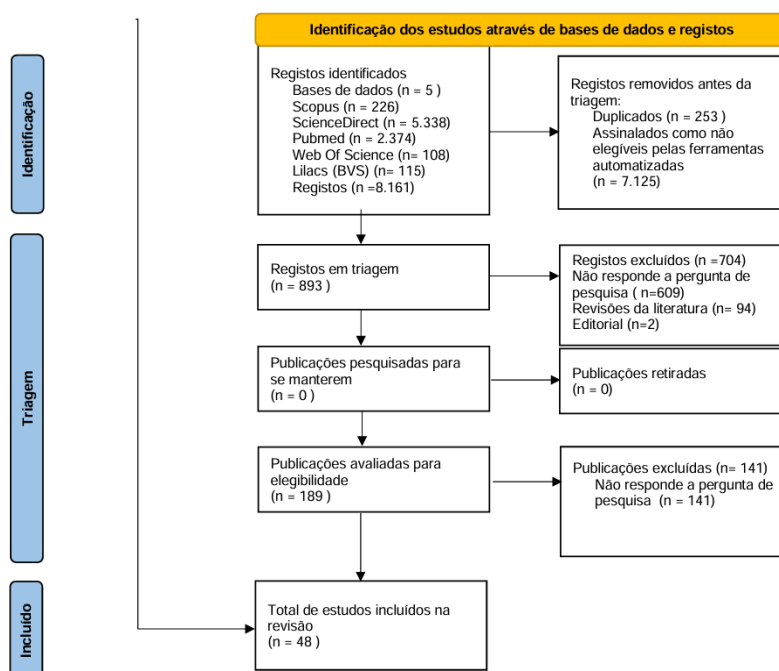 Identificação dos estudos através de bases de dados e registos
Identificação
Registos identificados
Bases de dados (n = 5 )
Scopus = 226
ScienceDirect (n = 5.338)
Pubmed (n = 2.374)
Web Of Science (n= 108)
Lilacs (BVS) (n= 115)
Registos (n =8.161)
Registos removidos antes da
triagem:
Duplicados (n = 253 )
Assinalados como não
elegíveis pelas ferramentas
automatizadas
(n = 7.125)
Triagem
Registos em triagem
(n = 893 )
Registos excluídos (n =704)
Não responde a pergunta de
pesquisa ( n=609)
Revisões da literatura (n= 94)
Editorial (n=2)
Publicações pesquisadas para
se manterem
(n = 0 )
Publicações retiradas
(n = 0)
Publicações avaliadas para
elegibilidade
(n = 189 )
Publicações excluídas (n= 141)
Não responde a pergunta de
pesquisa (n = 141)
Incluído
Total de estudos incluídos na
revisão
(n = 48 )